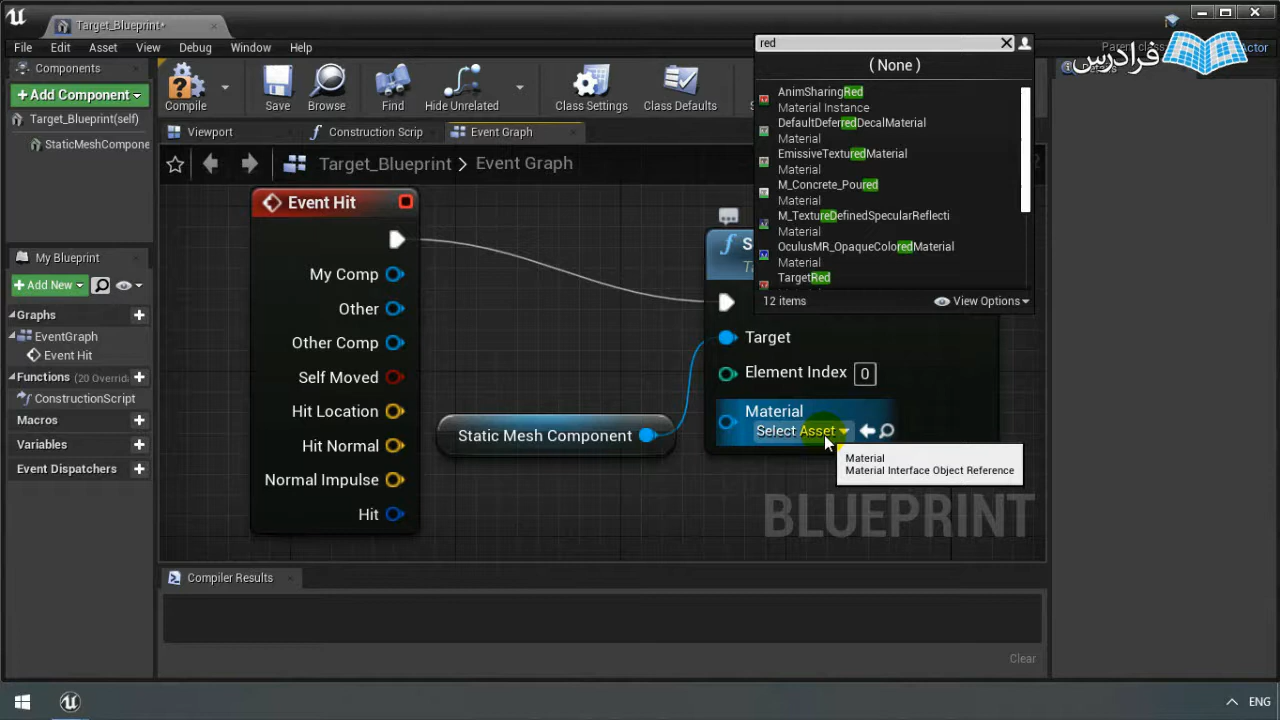 Target_Blueprint*
File Edit Asset View Debug Window Help
Parent class Actor
فرادرس
Components
+ Add Component
Target_Blueprint(self)
StaticMeshCompone
Compile
Save
Browse
Find
Hide Unrelated
Class Settings
Class Defaults
Viewport
Construction Scrip
Event Graph
Target_Blueprint > Event Graph
red
( None )
AnimSharingRed
Material Instance
DefaultDeferredDecalMaterial
Material
EmissiveTexturedMaterial
Material
M_Concrete_Poured
Material
M_TextureDefinedSpecularReflecti
Material
OculusMR_OpaqueColoredMaterial
Material
TargetRed
12 items
View Options
Event Hit
My Comp
Other
Other Comp
Self Moved
Hit Location
Hit Normal
Normal Impulse
Hit
Static Mesh Component
S
Target
Element Index 0
Material
Select Asset
Material
Material Interface Object Reference
BLUEPRINT
My Blueprint
+ Add New
Graphs
EventGraph
Event Hit
Functions (20 Overrid
ConstructionScript
Macros
Variables
Event Dispatchers
Compiler Results
Clear
ENG